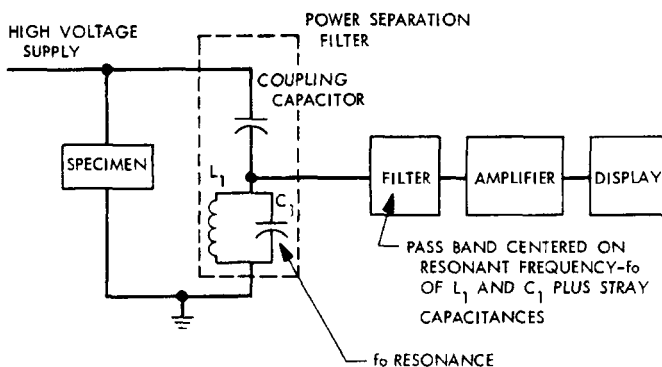 HIGH VOLTAGE
SUPPLY
POWER SEPARATION
FILTER
COUPLING
CAPACITOR
SPECIMEN
L1
C1
FILTER
AMPLIFIER
DISPLAY
PASS BAND CENTERED ON
RESONANT FREQUENCY-fo
OF L1 AND C1 PLUS STRAY
CAPACITANCES
fo RESONANCE